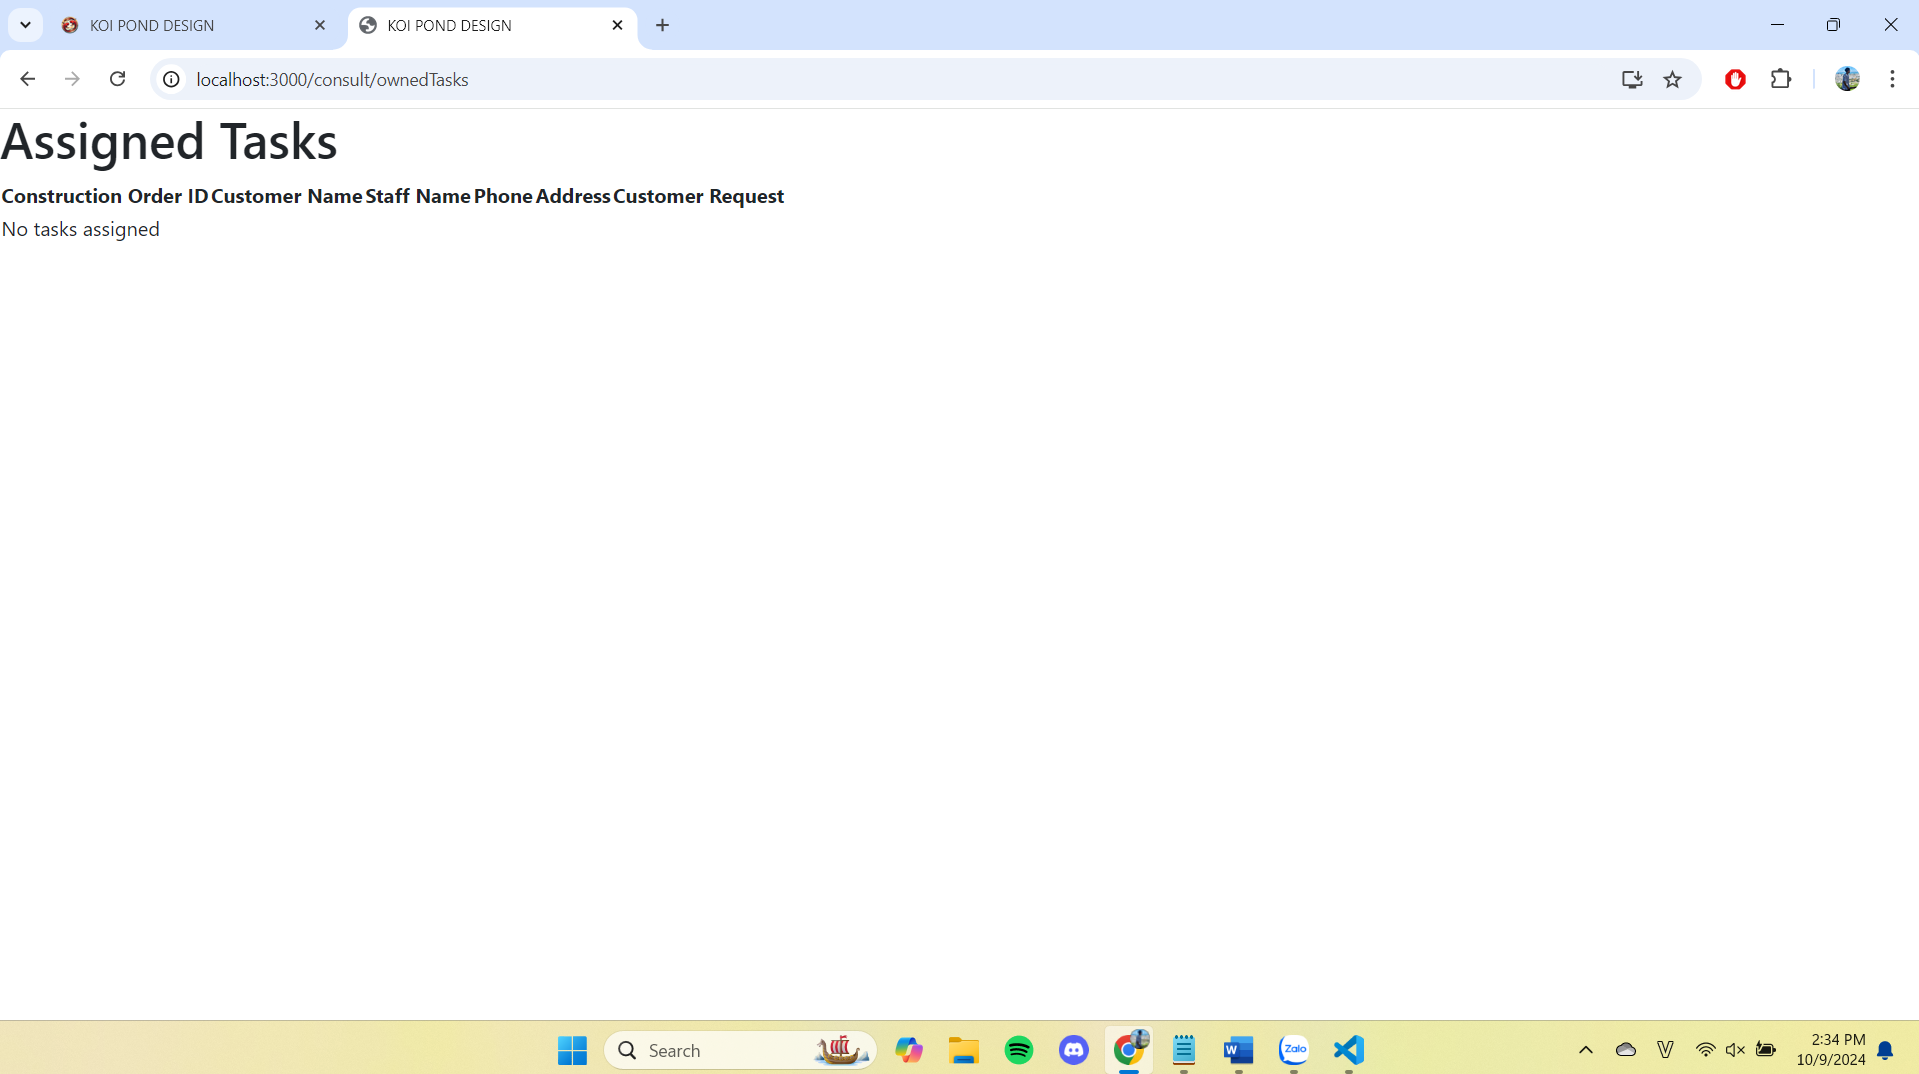 KOI POND DESIGN
KOI POND DESIGN
localhost:3000/consult/ownedTasks
Assigned Tasks
Construction Order ID Customer Name Staff Name Phone Address Customer Request
No tasks assigned
Search
Zalo
2:34 PM
10/9/2024